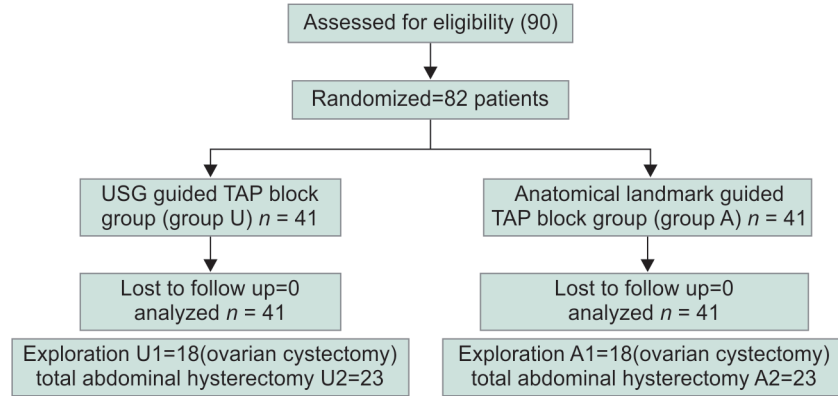 Assessed for eligibility (90)
Randomized=82 patients
USG guided TAP block
group (group U) n = 41
Anatomical landmark guided
TAP block group (group A) n = 41
Lost to follow up=0
analyzed n = 41
Lost to follow up=0
analyzed n = 41
Exploration U1=18(ovarian cystectomy)
total abdominal hysterectomy U2=23
Exploration A1=18(ovarian cystectomy)
total abdominal hysterectomy A2=23